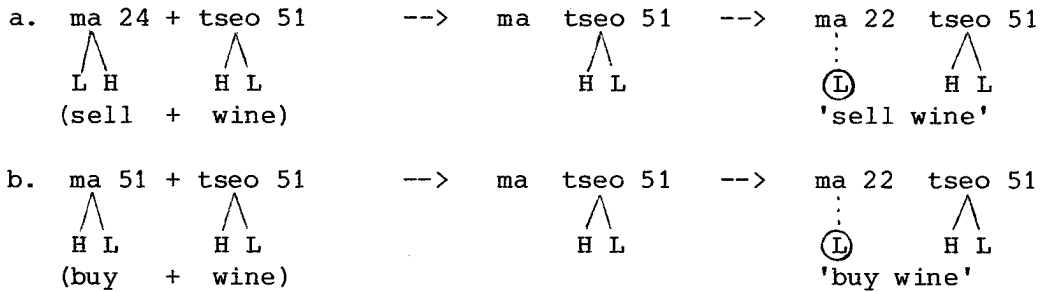 a. ma 24 + tseo 51 --> ma tseo 51 --> ma 22 tseo 51
L H H L H L L H L
(sell + wine) 'sell wine'
b. ma 51 + tseo 51 --> ma tseo 51 --> ma 22 tseo 51
H L H L H L L H L
(buy + wine) 'buy wine'